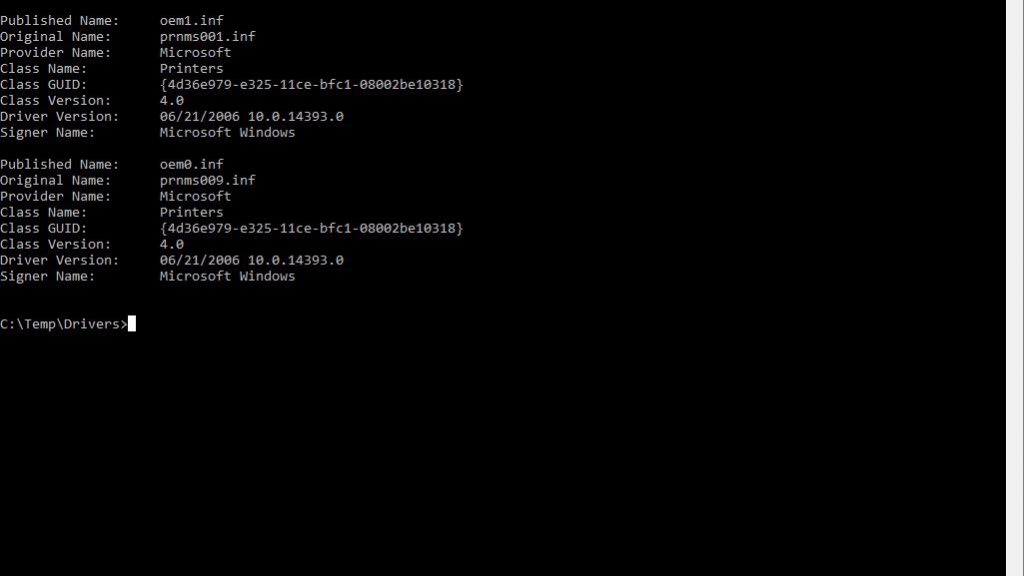 Published Name:     oem1.inf
Original Name:      prnms001.inf
Provider Name:      Microsoft
Class Name:         Printers
Class GUID:         {4d36e979-e325-11ce-bfc1-08002be10318}
Class Version:      4.0
Driver Version:     06/21/2006 10.0.14393.0
Signer Name:        Microsoft Windows
Published Name:     oem0.inf
Original Name:      prnms009.inf
Provider Name:      Microsoft
Class Name:         Printers
Class GUID:         {4d36e979-e325-11ce-bfc1-08002be10318}
Class Version:      4.0
Driver Version:     06/21/2006 10.0.14393.0
Signer Name:        Microsoft Windows
C:\Temp\Drivers>